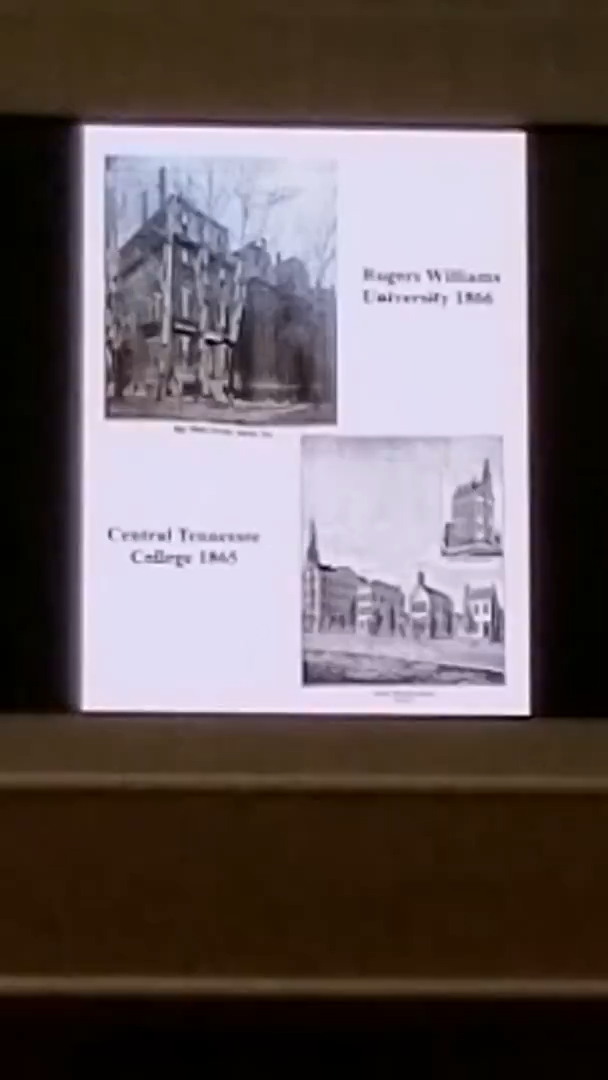 Rogers Williams
University 1866
Central Tennessee
College 1865